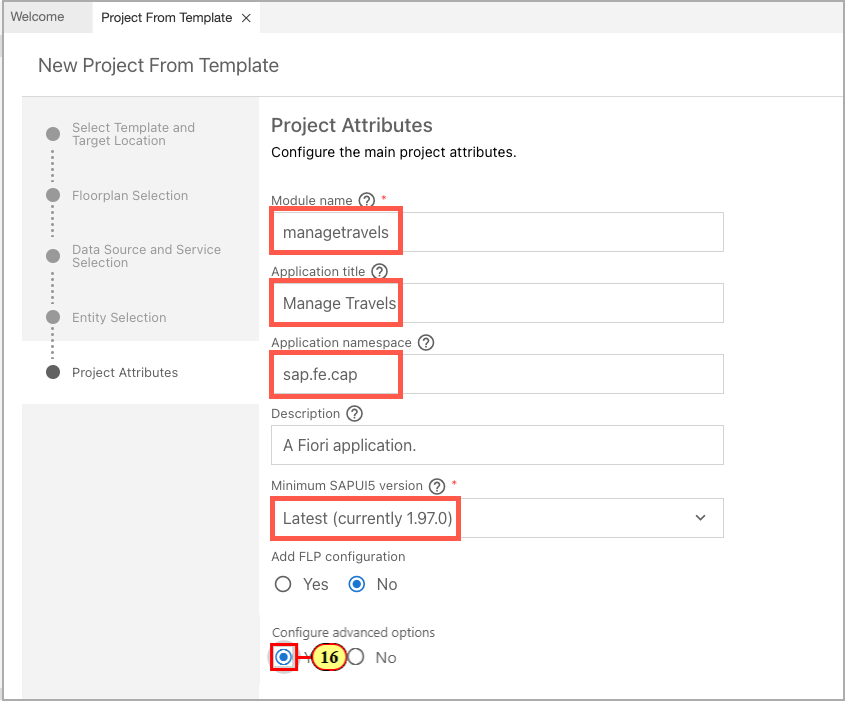 Welcome
Project From Template
New Project From Template
Select Template and
Target Location
Floorplan Selection
Data Source and Service
Selection
Entity Selection
Project Attributes
Project Attributes
Configure the main project attributes.
Module name ? *
managetravels
Application title ?
Manage Travels
Application namespace ?
sap.fe.cap
Description ?
A Fiori application.
Minimum SAPUI5 version ? *
Latest (currently 1.97.0)
Add FLP configuration
Yes No
Configure advanced options
16 No